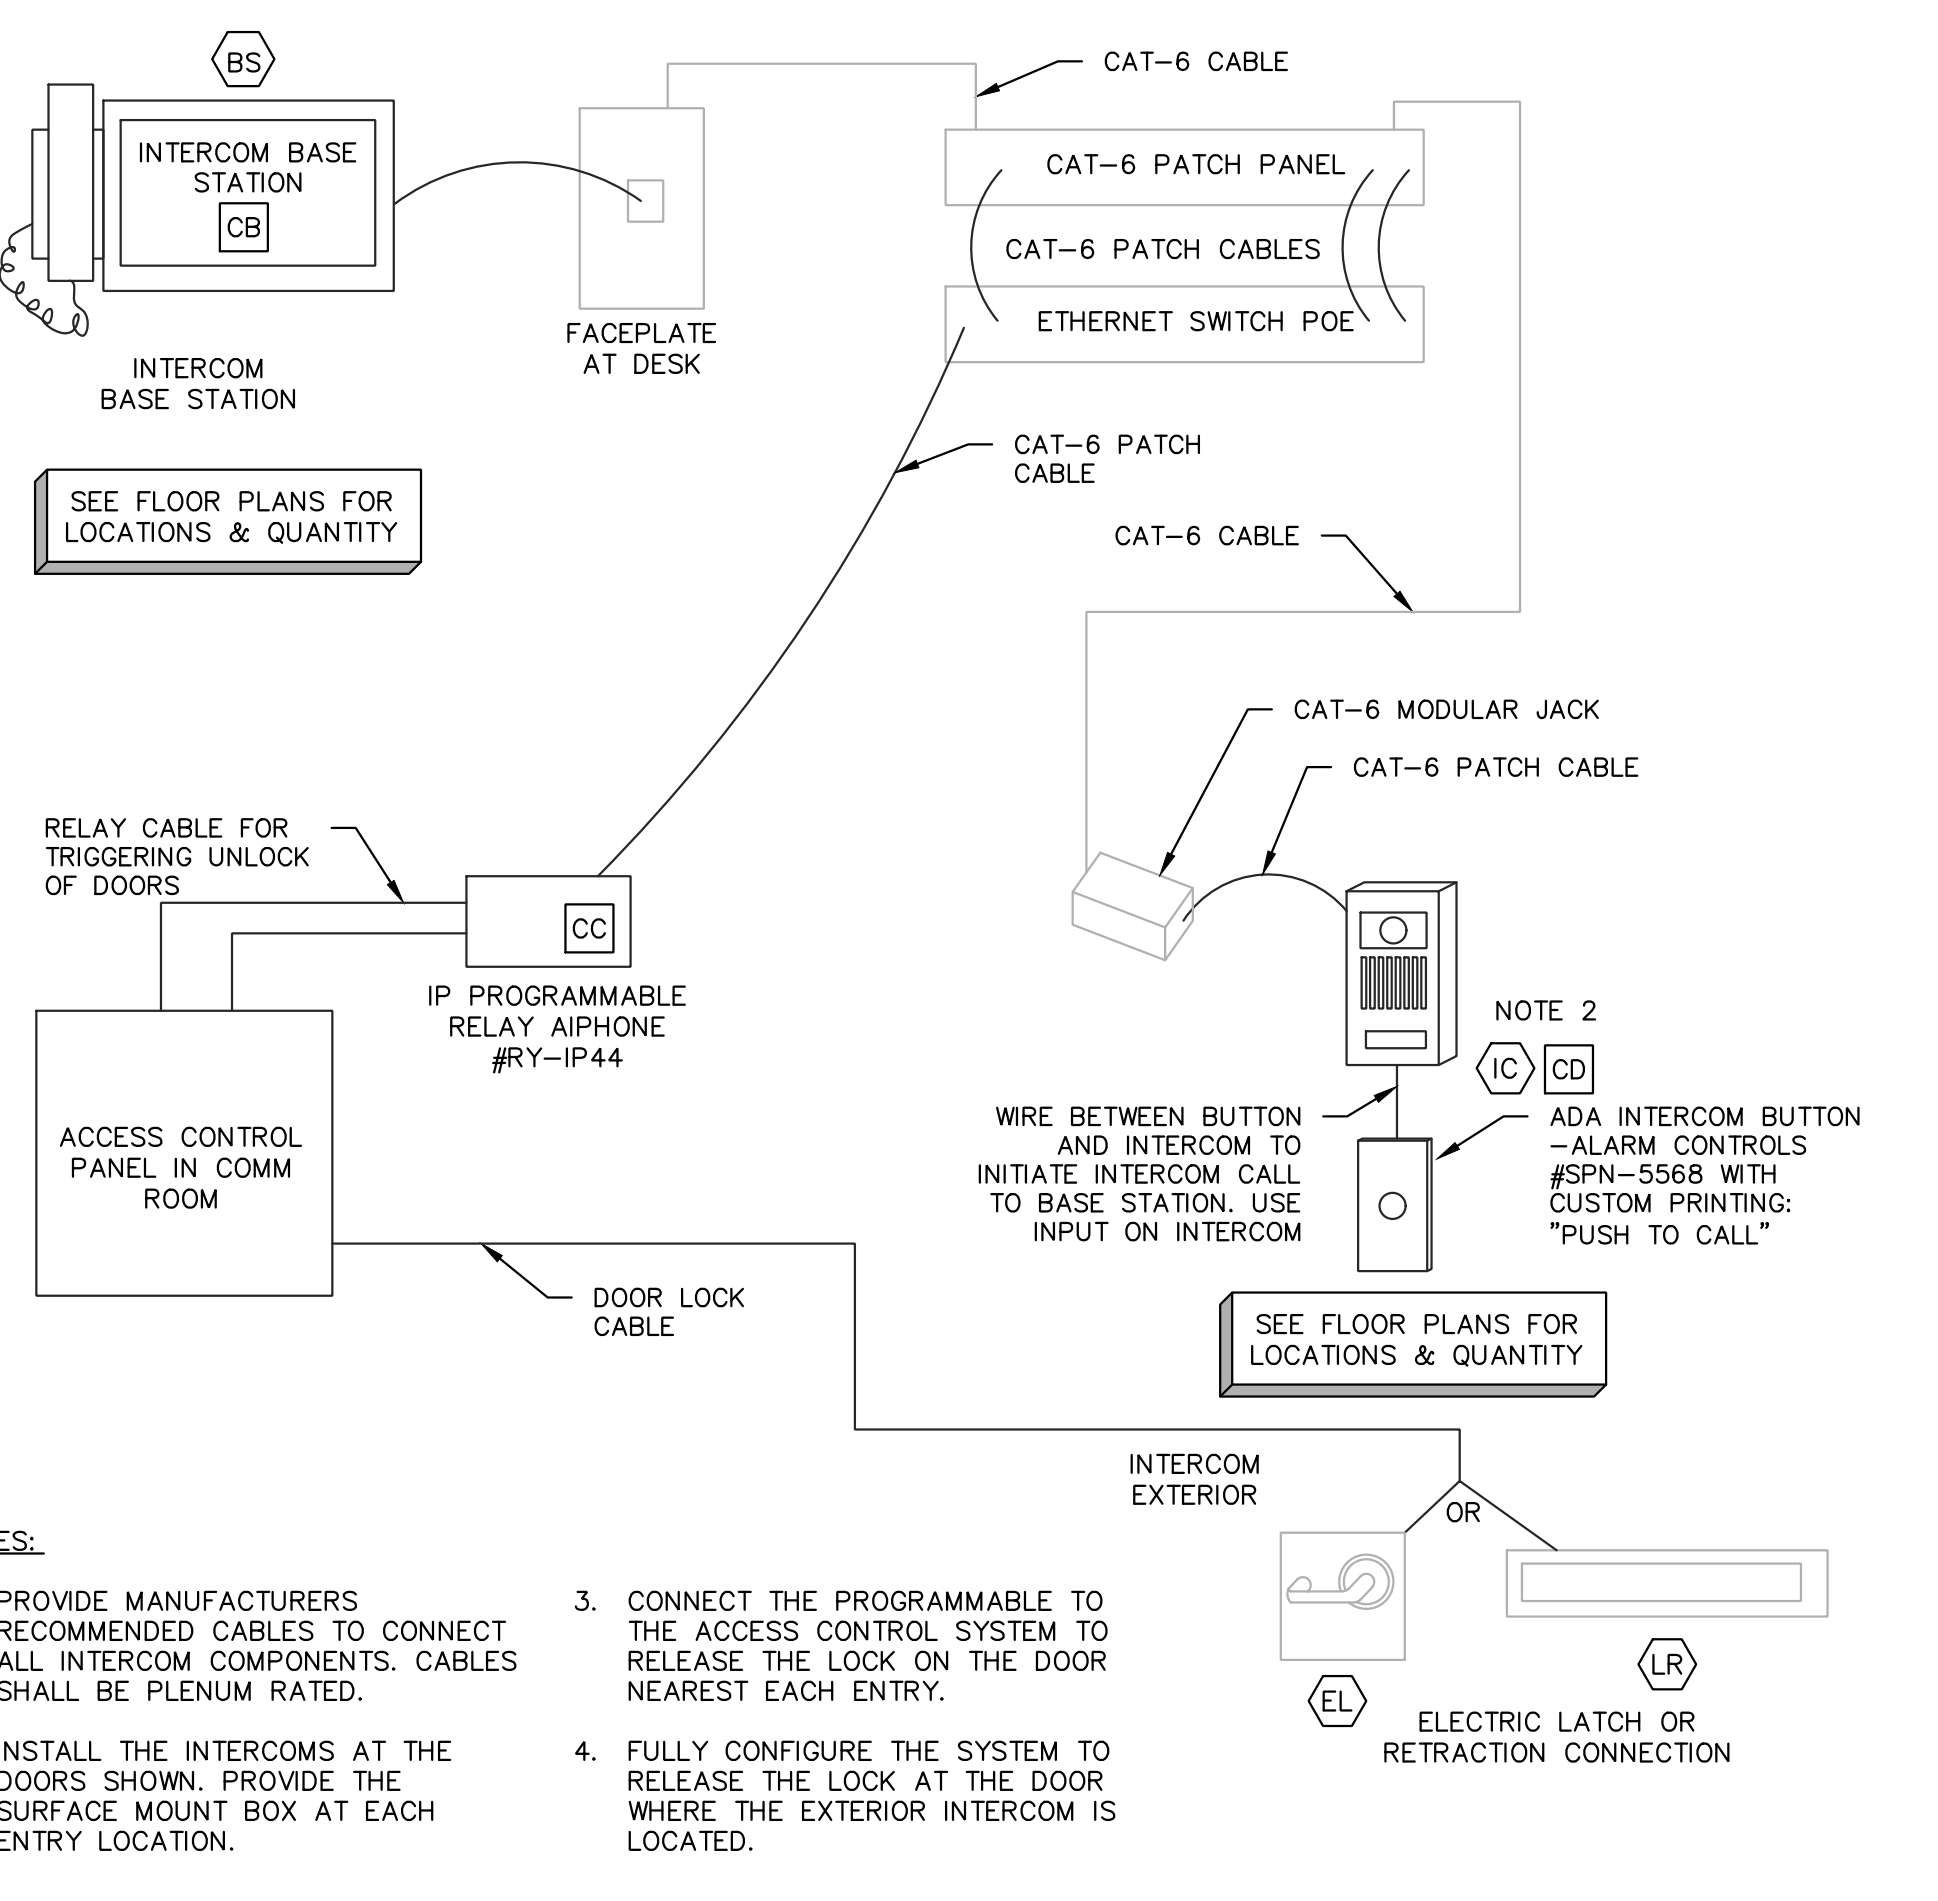 BS
INTERCOM BASE
STATION
CB
INTERCOM
BASE STATION
SEE FLOOR PLANS FOR
LOCATIONS & QUANTITY
FACEPLATE
AT DESK
CAT-6 CABLE
CAT-6 PATCH PANEL
CAT-6 PATCH CABLES
ETHERNET SWITCH POE
CAT-6 PATCH
CABLE
CAT-6 CABLE
CAT-6 MODULAR JACK
CAT-6 PATCH CABLE
RELAY CABLE FOR
TRIGGERING UNLOCK
OF DOORS
CC
IP PROGRAMMABLE
RELAY AIPHONE
#RY-IP44
ACCESS CONTROL
PANEL IN COMM
ROOM
NOTE 2
IC
CD
WIRE BETWEEN BUTTON
AND INTERCOM TO
INITIATE INTERCOM CALL
TO BASE STATION. USE
INPUT ON INTERCOM
ADA INTERCOM BUTTON
-ALARM CONTROLS
#SPN-5568 WITH
CUSTOM PRINTING:
"PUSH TO CALL"
DOOR LOCK
CABLE
SEE FLOOR PLANS FOR
LOCATIONS & QUANTITY
INTERCOM
EXTERIOR
OR
EL
LR
ELECTRIC LATCH OR
RETRACTION CONNECTION
ES:
PROVIDE MANUFACTURERS
RECOMMENDED CABLES TO CONNECT
ALL INTERCOM COMPONENTS. CABLES
SHALL BE PLENUM RATED.
INSTALL THE INTERCOMS AT THE
DOORS SHOWN. PROVIDE THE
SURFACE MOUNT BOX AT EACH
ENTRY LOCATION.
3. CONNECT THE PROGRAMMABLE TO
THE ACCESS CONTROL SYSTEM TO
RELEASE THE LOCK ON THE DOOR
NEAREST EACH ENTRY.
4. FULLY CONFIGURE THE SYSTEM TO
RELEASE THE LOCK AT THE DOOR
WHERE THE EXTERIOR INTERCOM IS
LOCATED.